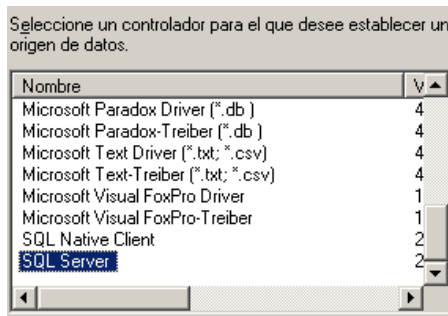 Seleccione un controlador para el que desee establecer un
origen de datos.
Nombre V
Microsoft Paradox Driver (*.db ) 4
Microsoft Paradox-Treiber (*.db ) 4
Microsoft Text Driver (*.txt; *.csv) 4
Microsoft Text-Treiber (*.txt; *.csv) 4
Microsoft Visual FoxPro Driver 1
Microsoft Visual FoxPro-Treiber 1
SQL Native Client 2
SQL Server 2